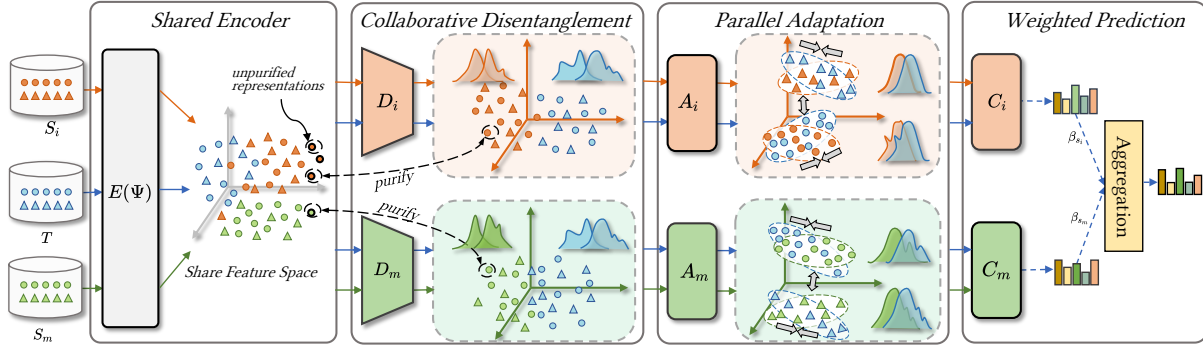 Shared Encoder
Collaborative Disentanglement
Parallel Adaptation
Weighted Prediction
S_i
T
S_m
E(Ψ)
unpurified
representations
Share Feature Space
purify
purify
D_i
D_m
A_i
A_m
C_i
C_m
β_{s_i}
β_{s_m}
Aggregation